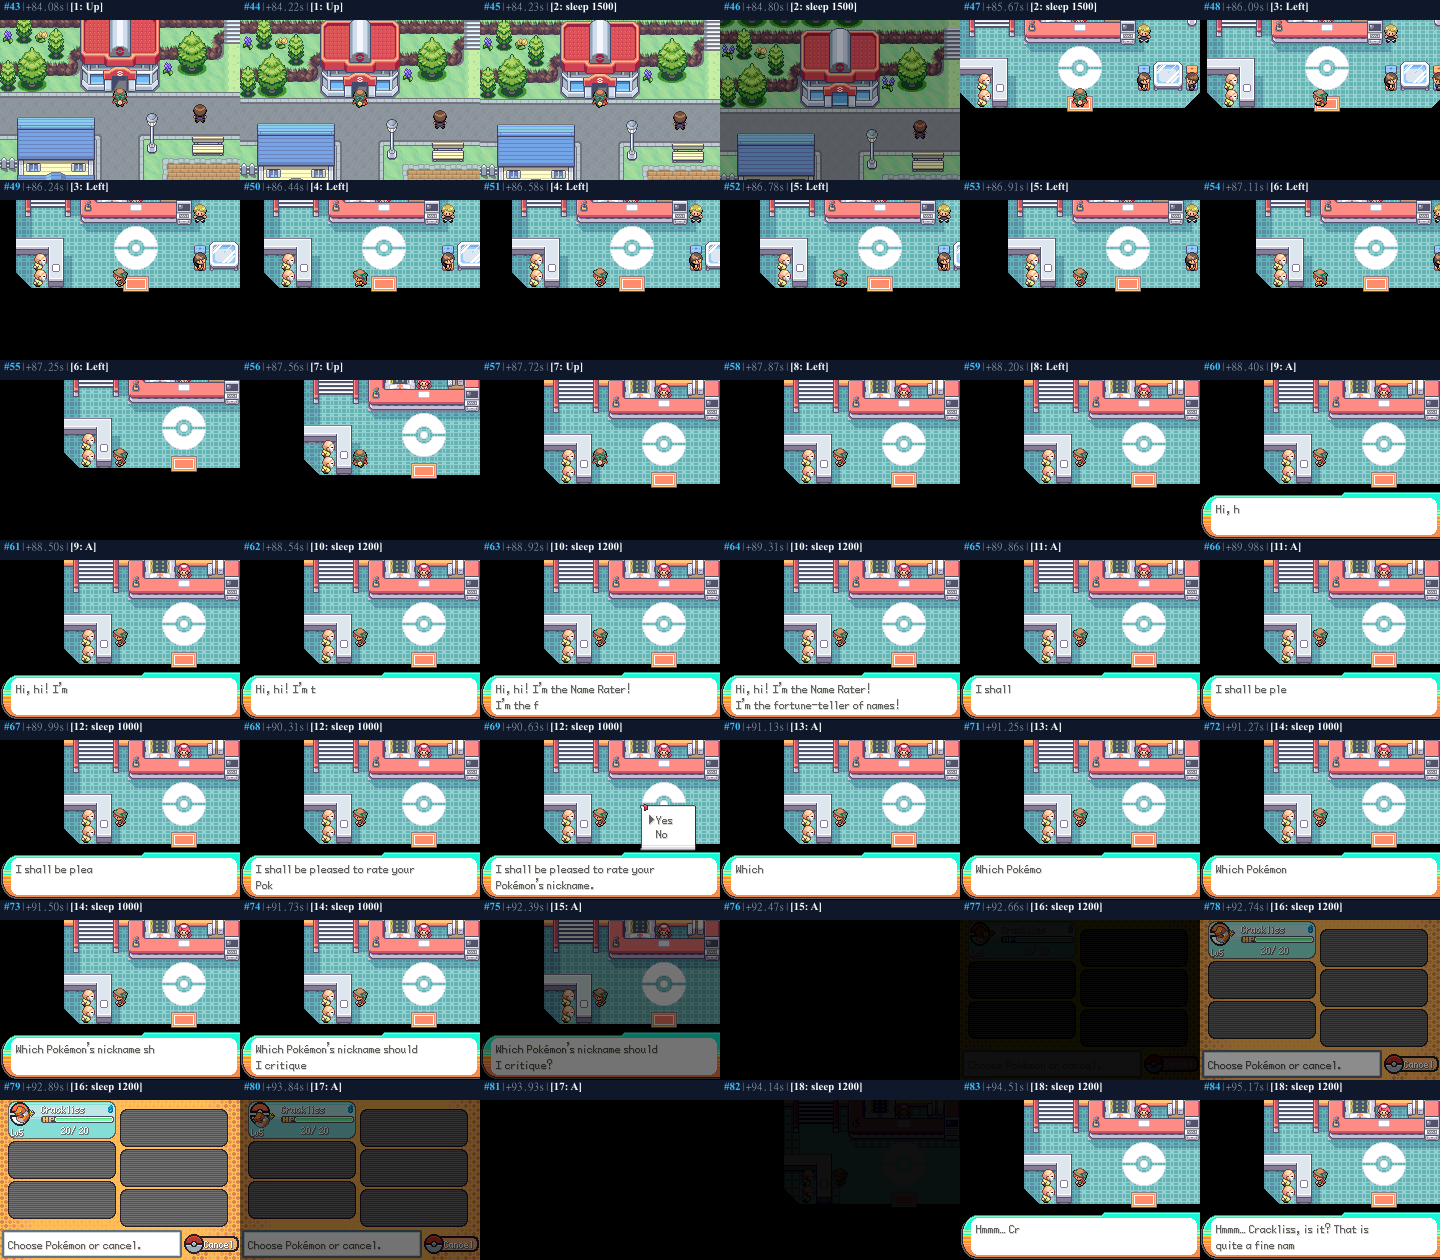 #43|+84.08s|[1: Up]
#44|+84.22s|[1: Up]
#45|+84.23s|[2: sleep 1500]
#46|+84.80s|[2: sleep 1500]
#47|+85.67s|[2: sleep 1500]
#48|+86.09s|[3: Left]
#49|+86.24s|[3: Left]
#50|+86.44s|[4: Left]
#51|+86.58s|[4: Left]
#52|+86.78s|[5: Left]
#53|+86.91s|[5: Left]
#54|+87.11s|[6: Left]
#55|+87.25s|[6: Left]
#56|+87.56s|[7: Up]
#57|+87.72s|[7: Up]
#58|+87.87s|[8: Left]
#59|+88.20s|[8: Left]
#60|+88.40s|[9: A]
Hi, h
#61|+88.50s|[9: A]
#62|+88.54s|[10: sleep 1200]
#63|+88.92s|[10: sleep 1200]
#64|+89.31s|[10: sleep 1200]
#65|+89.86s|[11: A]
#66|+89.98s|[11: A]
Hi, hi! I'm
Hi, hi! I'm t
Hi, hi! I'm the Name Rater!
I'm the f
Hi, hi! I'm the Name Rater!
I'm the fortune-teller of names!
I shall
I shall be ple
#67|+89.99s|[12: sleep 1000]
#68|+90.31s|[12: sleep 1000]
#69|+90.63s|[12: sleep 1000]
#70|+91.13s|[13: A]
#71|+91.25s|[13: A]
#72|+91.27s|[14: sleep 1000]
Yes
No
I shall be plea
I shall be pleased to rate your
Pok
I shall be pleased to rate your
Pokémon's nickname.
Which
Which Pokémo
Which Pokémon
#73|+91.50s|[14: sleep 1000]
#74|+91.73s|[14: sleep 1000]
#75|+92.39s|[15: A]
#76|+92.47s|[15: A]
#77|+92.66s|[16: sleep 1200]
#78|+92.74s|[16: sleep 1200]
Which Pokémon's nickname sh
Which Pokémon's nickname should
I critique
Which Pokémon's nickname should
I critique?
Crackliss
Choose Pokémon or cancel.
Crackliss
HP
20/ 20
Lv5
Choose Pokémon or cancel.
Cancel
#79|+92.89s|[16: sleep 1200]
#80|+93.84s|[17: A]
#81|+93.93s|[17: A]
#82|+94.14s|[18: sleep 1200]
#83|+94.51s|[18: sleep 1200]
#84|+95.17s|[18: sleep 1200]
Crackliss
HP
20/ 20
Lv5
Choose Pokémon or cancel.
Cancel
Crackliss
HP
20/ 20
Lv5
Choose Pokémon or cancel.
Cancel
Hmmm... Cr
Hmmm... Crackliss, is it? That is
quite a fine nam